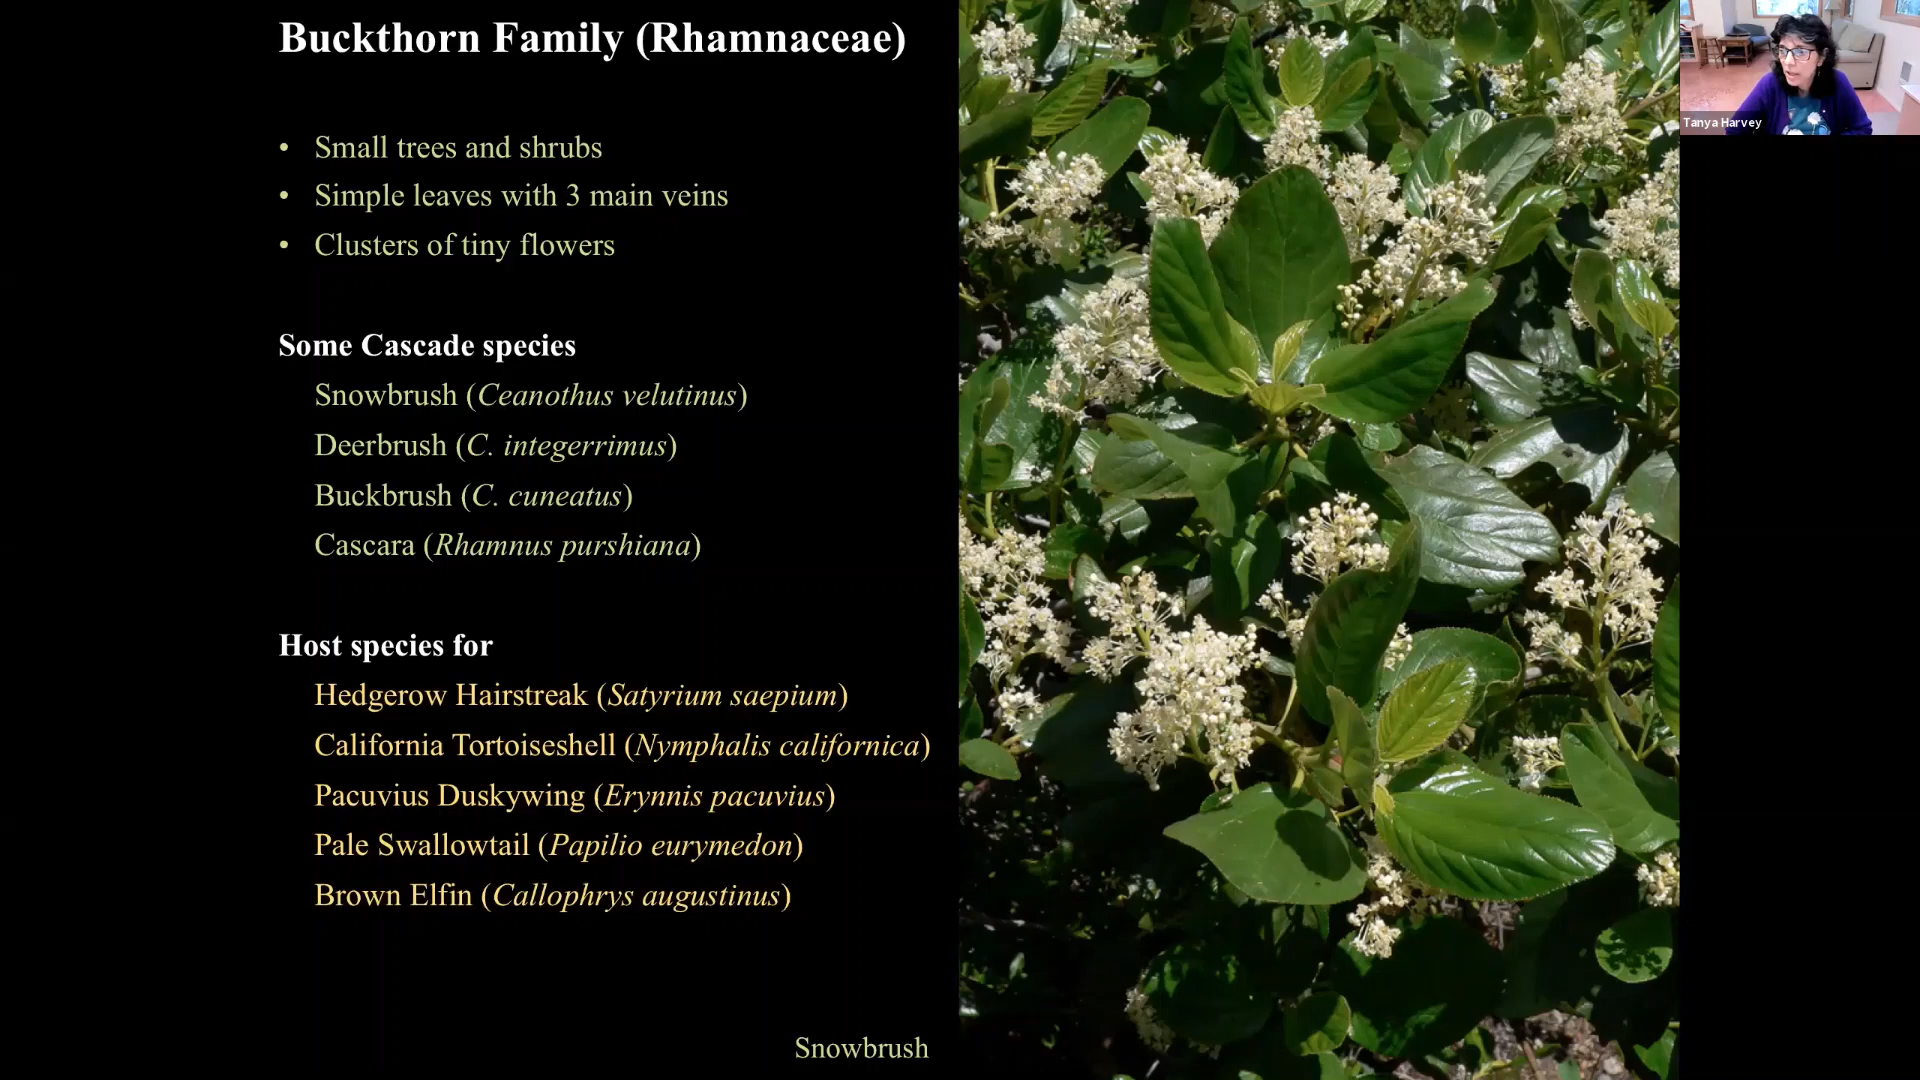 Buckthorn Family (Rhamnaceae)
• Small trees and shrubs
• Simple leaves with 3 main veins
• Clusters of tiny flowers
Some Cascade species
Snowbrush (Ceanothus velutinus)
Deerbrush (C. integerrimus)
Buckbrush (C. cuneatus)
Cascara (Rhamnus purshiana)
Host species for
Hedgerow Hairstreak (Satyrium saepium)
California Tortoiseshell (Nymphalis californica)
Pacuvius Duskywing (Erynnis pacuvius)
Pale Swallowtail (Papilio eurymedon)
Brown Elfin (Callophrys augustinus)
Snowbrush
Tanya Harvey